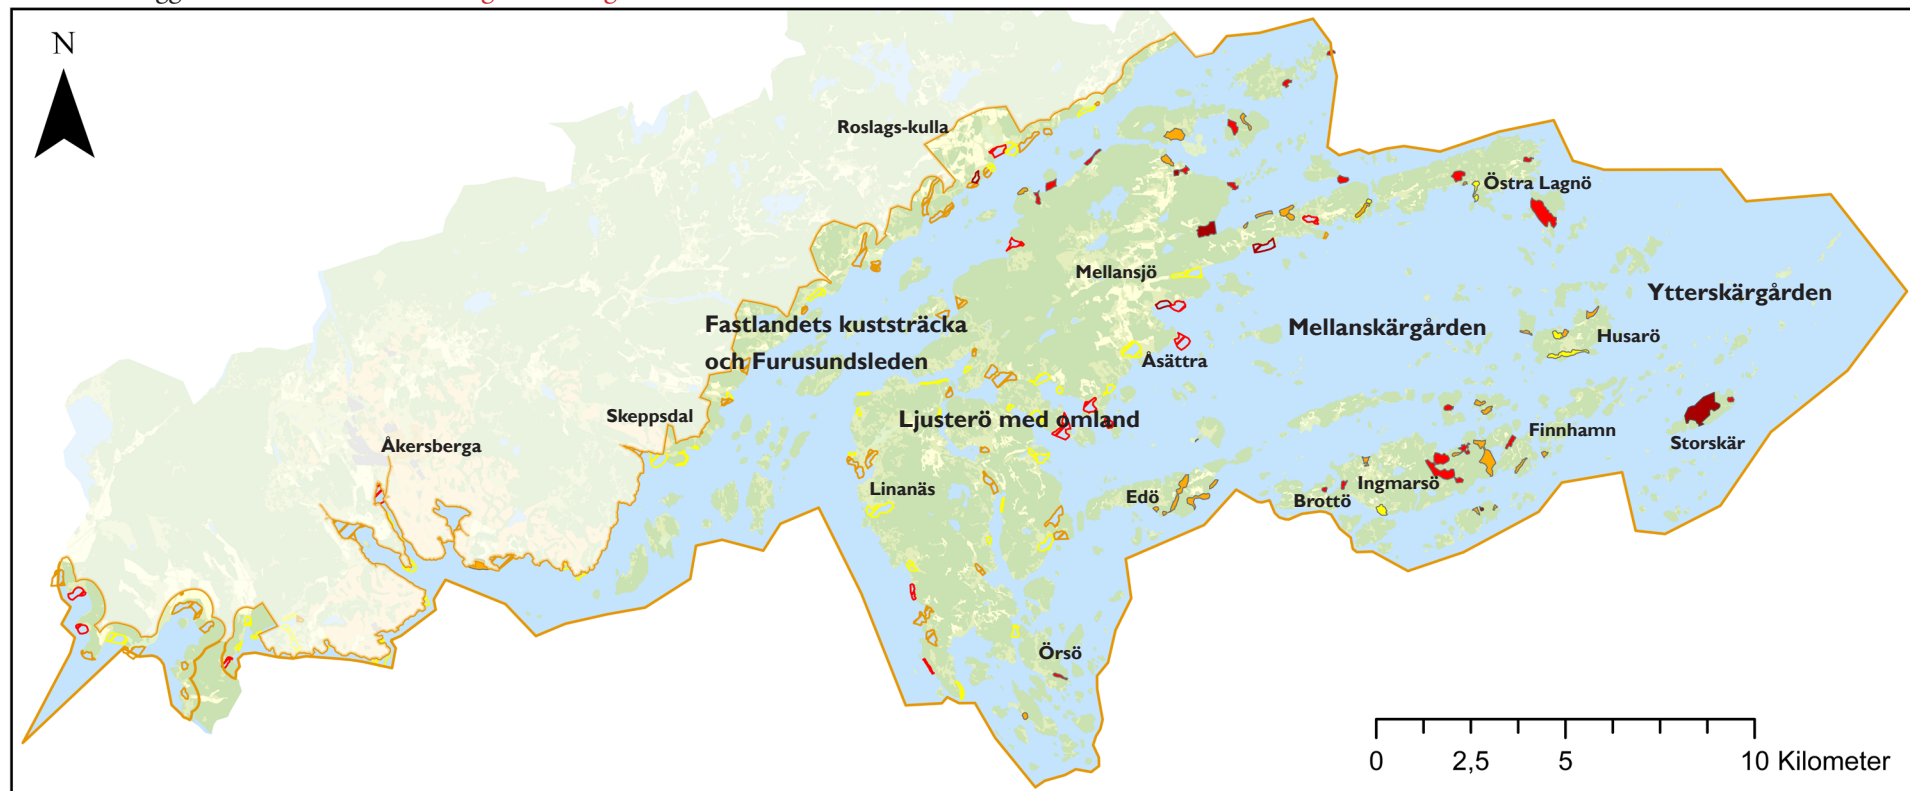 N
Roslags-kulla
Östra Lagnö
Mellansjö
Ytterskärgården
Fastlandets kuststräcka
och Furusundsleden
Mellanskärgården
Husarö
Åsättra
Skeppsdal
Ljusterö med omland
Finnhamn
Storskär
Åkersberga
Linanäs
Edö
Ingmarsö
Brottö
Örsö
0 2,5 5 10 Kilometer